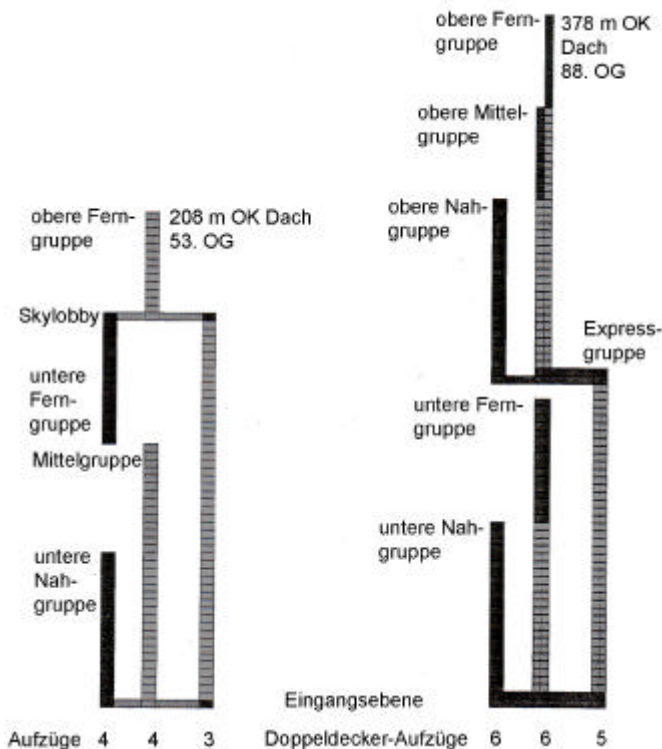 obere Fern-
gruppe
378 m OK
Dach
88. OG
obere Mittel-
gruppe
obere Nah-
gruppe
Express-
gruppe
untere Fern-
gruppe
untere Nah-
gruppe
obere Fern-
gruppe
208 m OK Dach
53. OG
Skylobby
untere
Fern-
gruppe
Mittelgruppe
untere
Nah-
gruppe
Eingangsebene
Aufzüge 4 4 3
Doppeldecker-Aufzüge 6 6 5